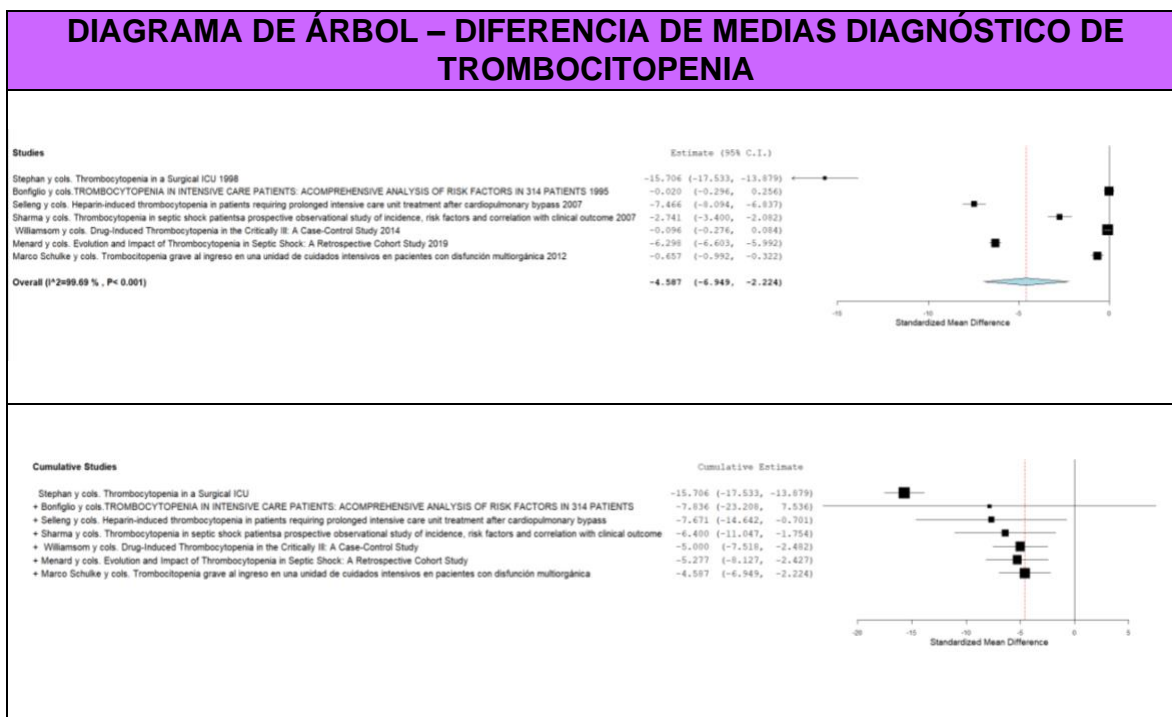 DIAGRAMA DE ÁRBOL – DIFERENCIA DE MEDIAS DIAGNÓSTICO DE
TROMBOCITOPENIA
Studies Estimate (95% C.I.)
Stephan y cols. Thrombocytopenia in a Surgical ICU 1998 -15.706 (-17.533, -13.879)
Bonfiglio y cols.TROMBOCYTOPENIA IN INTENSIVE CARE PATIENTS: ACOMPREHENSIVE ANALYSIS OF RISK FACTORS IN 314 PATIENTS 1995 -0.020 (-0.296, 0.256)
Selleng y cols. Heparin-induced thrombocytopenia in patients requiring prolonged intensive care unit treatment after cardiopulmonary bypass 2007 -7.466 (-8.094, -6.837)
Sharma y cols. Thrombocytopenia in septic shock patientsa prospective observational study of incidence, risk factors and correlation with clinical outcome 2007 -2.741 (-3.400, -2.082)
Williamsom y cols. Drug-Induced Thrombocytopenia in the Critically Ill: A Case-Control Study 2014 -0.096 (-0.276, 0.084)
Menard y cols. Evolution and Impact of Thrombocytopenia in Septic Shock: A Retrospective Cohort Study 2019 -6.298 (-6.603, -5.992)
Marco Schulke y cols. Trombocitopenia grave al ingreso en una unidad de cuidados intensivos en pacientes con disfunción multiorgánica 2012 -0.657 (-0.992, -0.322)
Overall (I^2=99.69 % , P< 0.001) -4.587 (-6.949, -2.224)
-15 -10 -5 0
Standardized Mean Difference
Cumulative Studies Cumulative Estimate
Stephan y cols. Thrombocytopenia in a Surgical ICU -15.706 (-17.533, -13.879)
+ Bonfiglio y cols.TROMBOCYTOPENIA IN INTENSIVE CARE PATIENTS: ACOMPREHENSIVE ANALYSIS OF RISK FACTORS IN 314 PATIENTS -7.836 (-23.208, 7.536)
+ Selleng y cols. Heparin-induced thrombocytopenia in patients requiring prolonged intensive care unit treatment after cardiopulmonary bypass -7.671 (-14.642, -0.701)
+ Sharma y cols. Thrombocytopenia in septic shock patientsa prospective observational study of incidence, risk factors and correlation with clinical outcome -6.400 (-11.047, -1.754)
+ Williamsom y cols. Drug-Induced Thrombocytopenia in the Critically Ill: A Case-Control Study -5.000 (-7.518, -2.482)
+ Menard y cols. Evolution and Impact of Thrombocytopenia in Septic Shock: A Retrospective Cohort Study -5.277 (-8.127, -2.427)
+ Marco Schulke y cols. Trombocitopenia grave al ingreso en una unidad de cuidados intensivos en pacientes con disfunción multiorgánica -4.587 (-6.949, -2.224)
-20 -15 -10 -5 0 5
Standardized Mean Difference